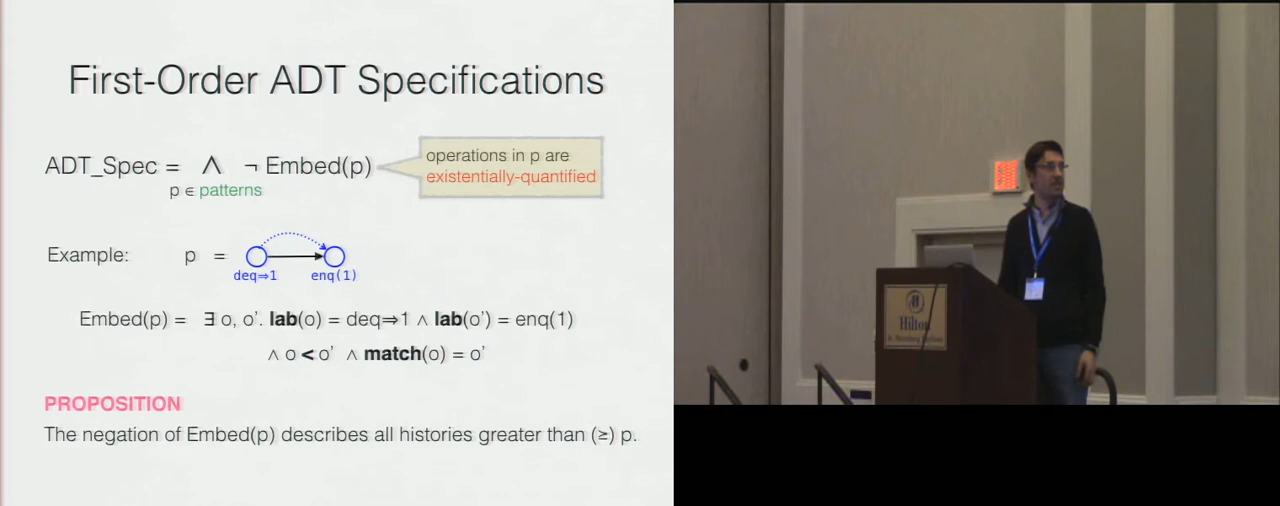 First-Order ADT Specifications
ADT_Spec = ∧ ¬ Embed(p)
p ∈ patterns
operations in p are
existentially-quantified
Example: p =
deq⇒1 enq(1)
Embed(p) = ∃ o, o’. lab(o) = deq⇒1 ∧ lab(o’) = enq(1)
∧ o < o’ ∧ match(o) = o’
PROPOSITION
The negation of Embed(p) describes all histories greater than (≥) p.
Hilton